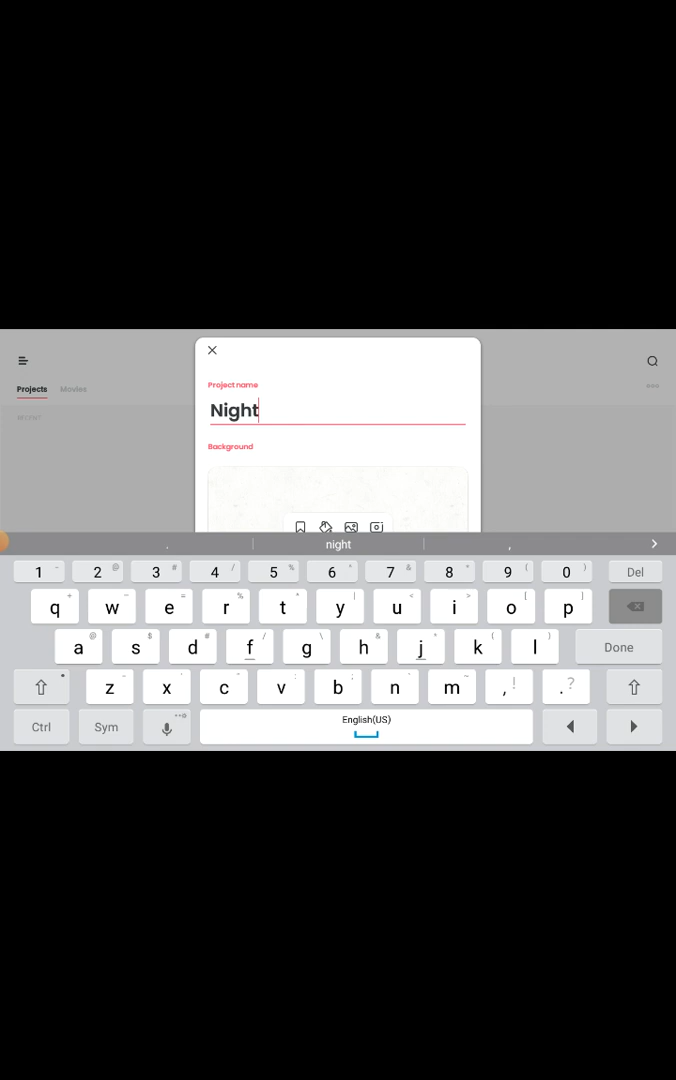 Projects Movies
RECENT
Project name
Night
Background
. night ,
1 2 3 4 5 6 7 8 9 0 Del
q w e r t y u i o p
a s d f g h j k l Done
z x c v b n m , ! . ?
Ctrl Sym English(US)